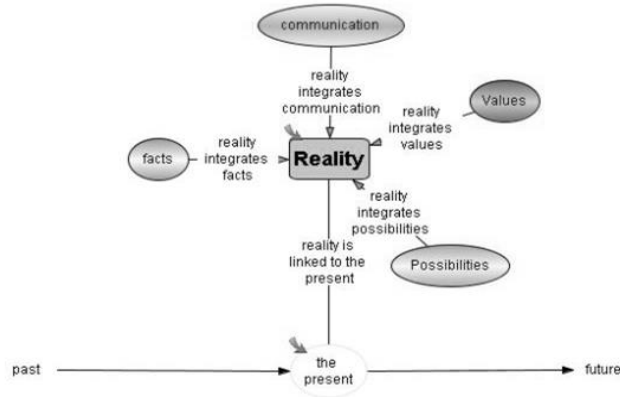 communication
reality
integrates
communication
Values
reality
integrates
values
facts
reality
integrates
facts
Reality
reality
integrates
possibilities
Possibilities
reality is
linked to the
present
past
the
present
future